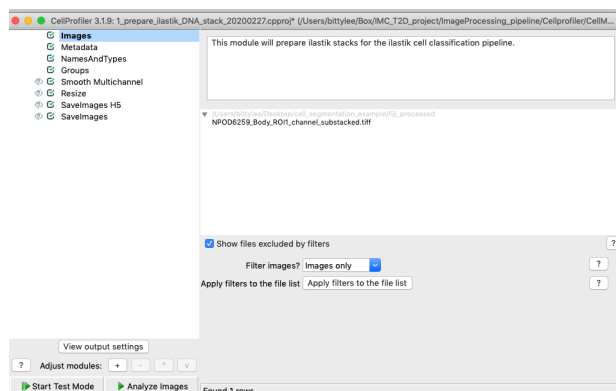 CellProfiler 3.1.9: 1_prepare_ilastik_DNA_stack_20200227.cpproj* (/Users/bittylee/Box/IMC_T2D_project/ImageProcessing_pipeline/Cellprofiler/CellM...
Images
Metadata
NamesAndTypes
Groups
Smooth Multichannel
Resize
SaveImages H5
SaveImages
This module will prepare ilastik stacks for the ilastik cell classification pipeline.
/Users/bittylee/Desktop/cell_segmentation_example/fiji_processed
NPOD6259_Body_ROI1_channel_substacked.tiff
Show files excluded by filters
?
Filter images? Images only
?
Apply filters to the file list Apply filters to the file list
?
View output settings
? Adjust modules: + - ^ v
Start Test Mode Analyze Images
Found 1 rows